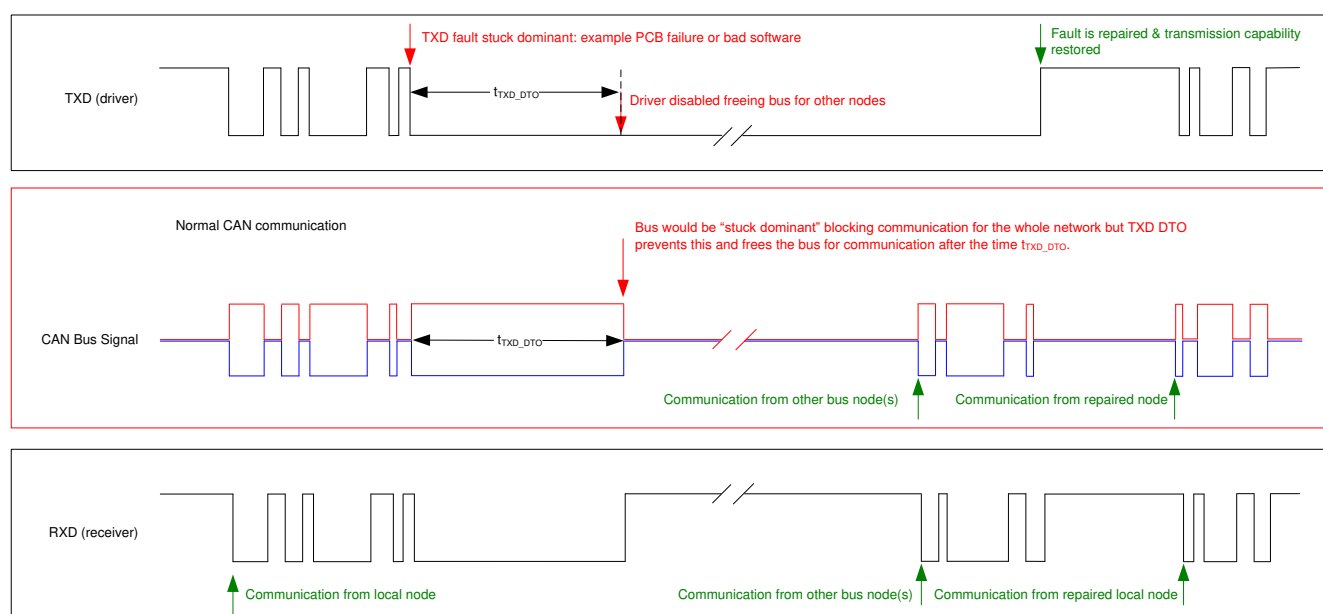 TXD fault stuck dominant: example PCB failure or bad software
Fault is repaired & transmission capability
restored
TXD (driver)
tTXD_DTO
Driver disabled freeing bus for other nodes
Normal CAN communication
Bus would be “stuck dominant” blocking communication for the whole network but TXD DTO
prevents this and frees the bus for communication after the time tTXD_DTO.
CAN Bus Signal
tTXD_DTO
Communication from other bus node(s)
Communication from repaired node
RXD (receiver)
Communication from local node
Communication from other bus node(s)
Communication from repaired local node